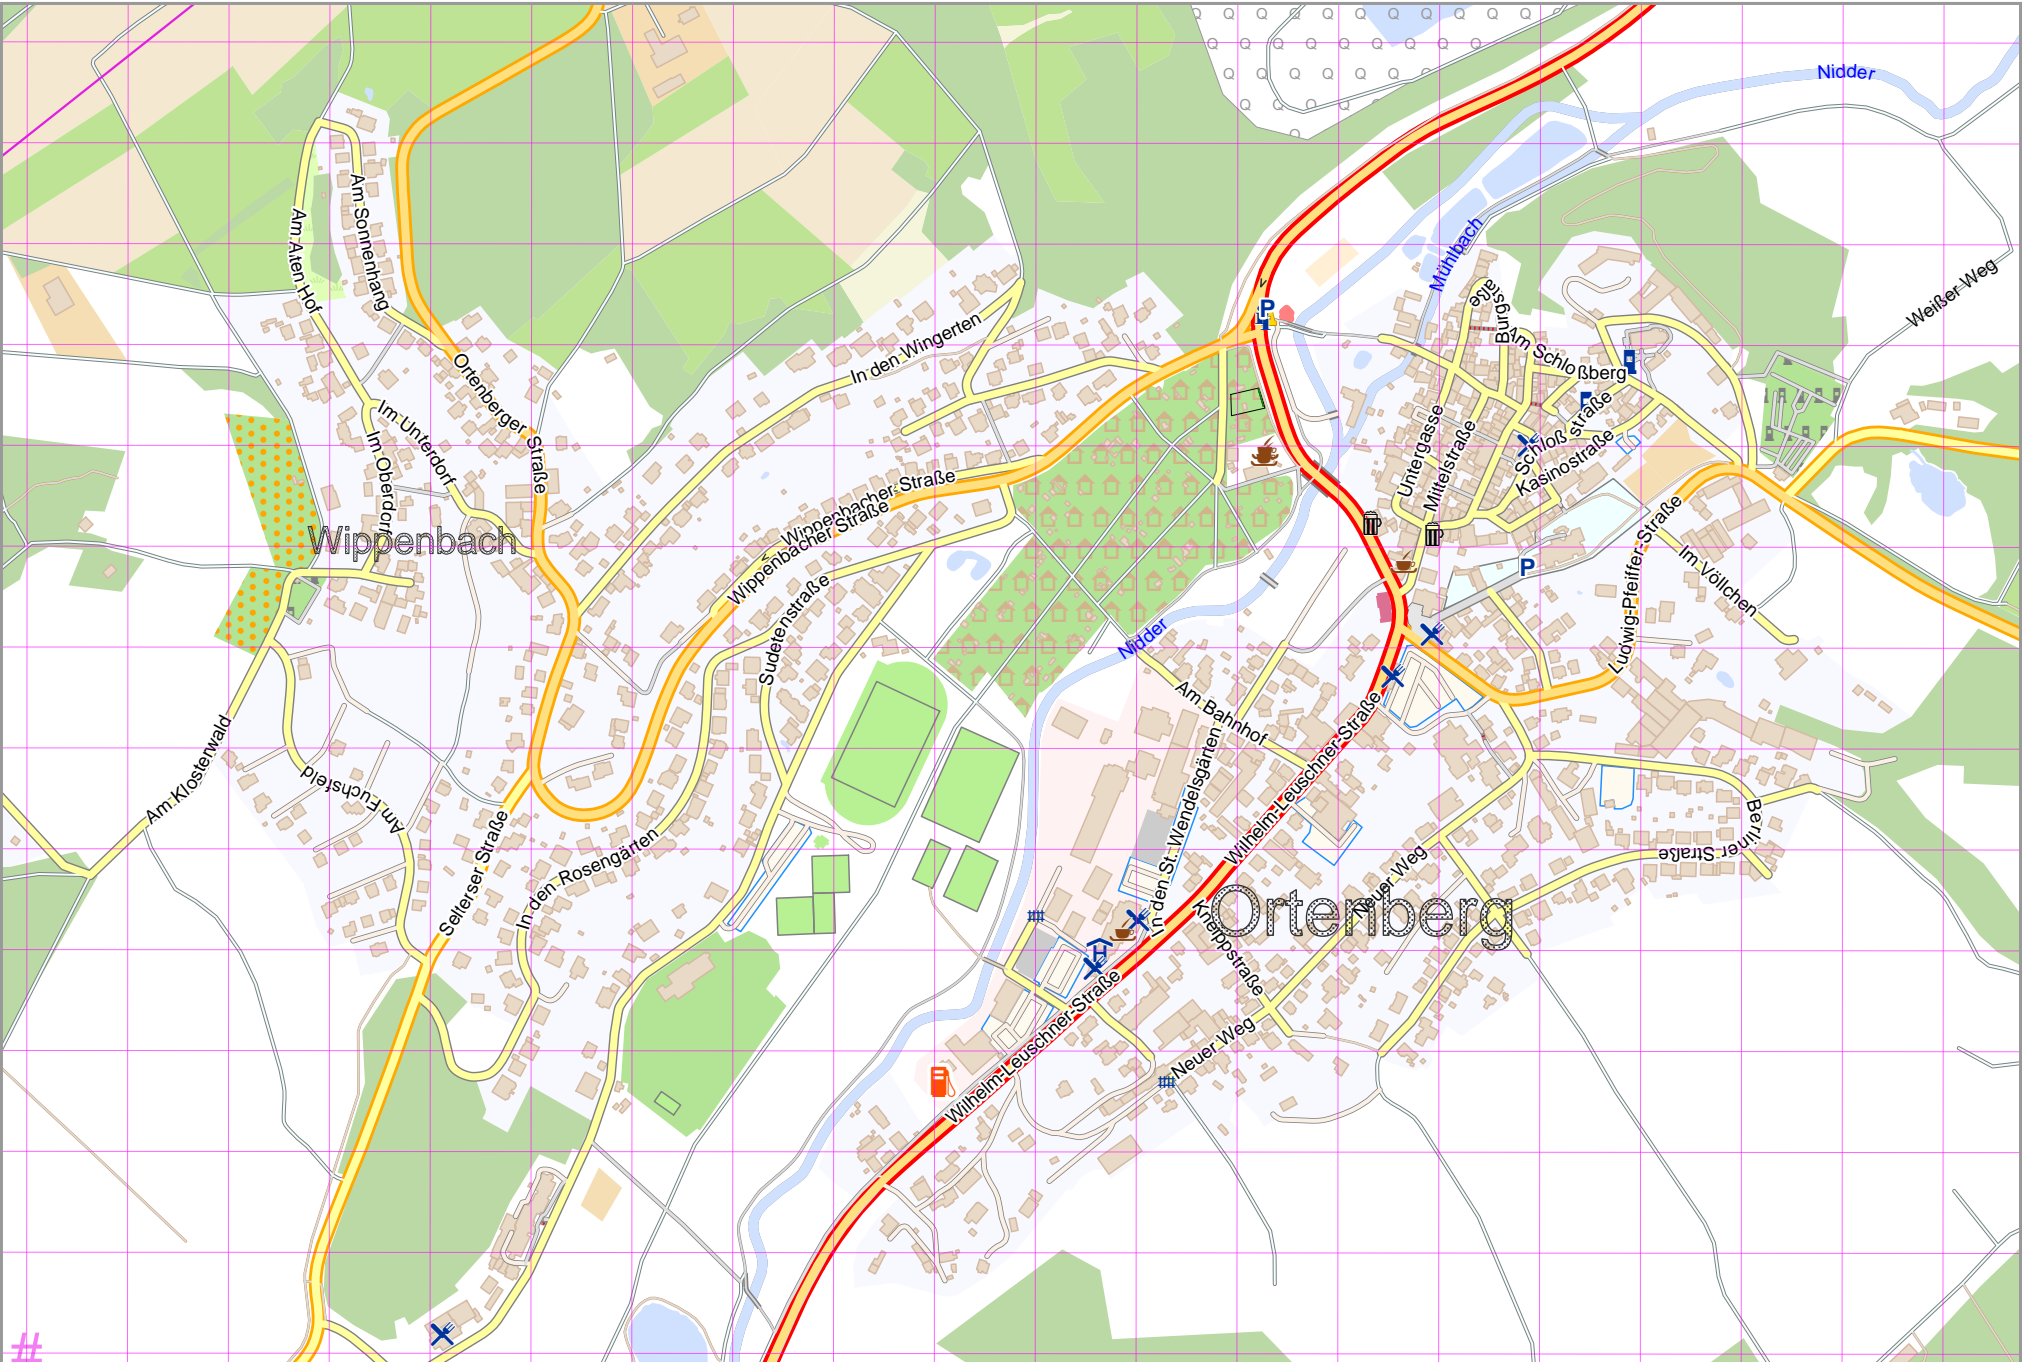 Nidder
Mühlbach
Weißer Weg
Am Sonnenhang
Am Alten Hof
Burgstraße
Am Schloßberg
In den Wingerten
Ortenberger Straße
Im Unterdorf
Im Oberdorf
Untergasse
Mittelstraße
Schloßstraße
Kasinostraße
P
P
Wippenbacher Straße
Wippenbacher Straße
Wippenbach
Ludwig-Pfeiffer-Straße
Im Völlchen
Sudetenstraße
Nidder
Am Bahnhof
Am Klosterwald
Am Fuchsfeld
In den St. Wendelsgärten
Wilhelm-Leuschner-Straße
Selterser Straße
In den Rosengärten
Berliner Straße
Neuer Weg
Ortenberg
Kneippstraße
H
Wilhelm-Leuschner-Straße
Neuer Weg
#